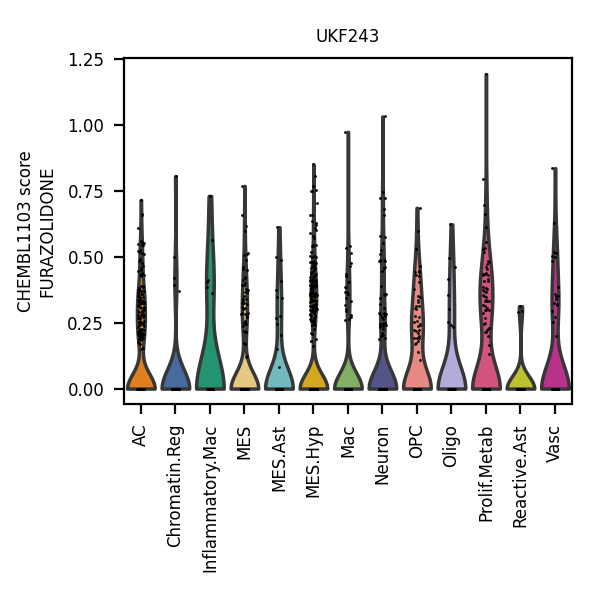 UKF243
CHEMBL1103 score
FURAZOLIDONE
1.25
1.00
0.75
0.50
0.25
0.00
AC
Chromatin.Reg
Inflammatory.Mac
MES
MES.Ast
MES.Hyp
Mac
Neuron
OPC
Oligo
Prolif.Metab
Reactive.Ast
Vasc